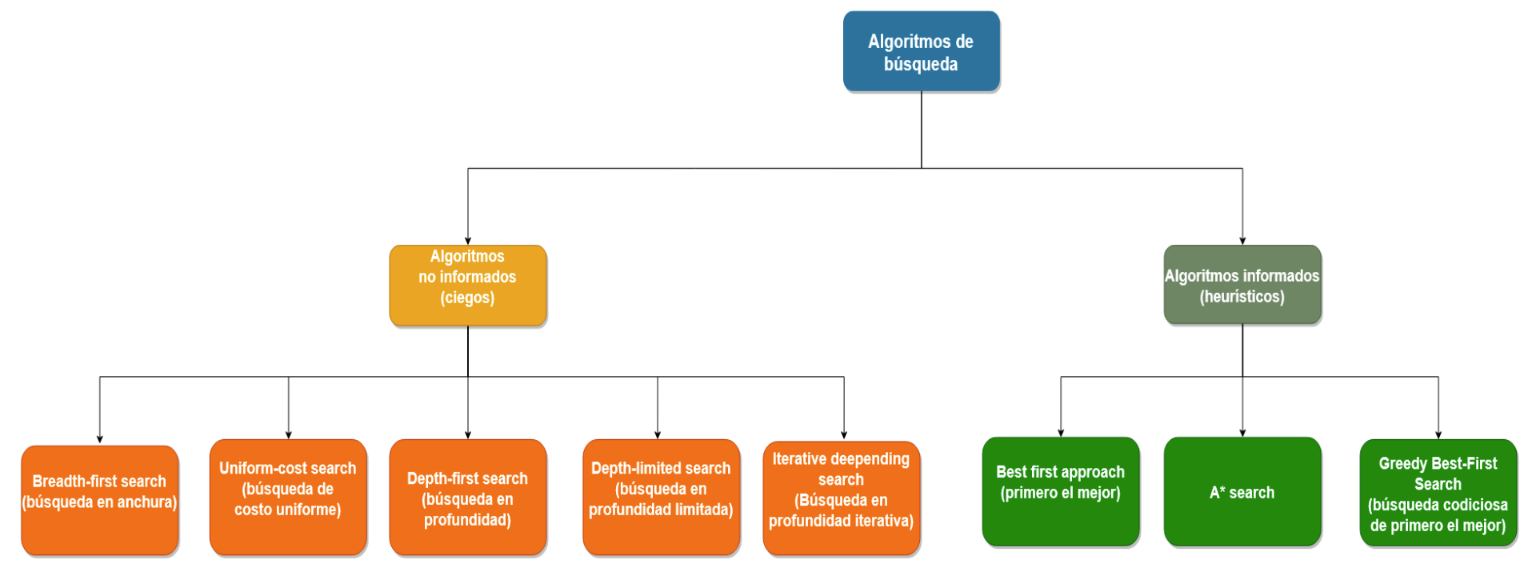 Algoritmos de
búsqueda
Algoritmos
no informados
(ciegos)
Algoritmos informados
(heurísticos)
Breadth-first search
(búsqueda en anchura)
Uniform-cost search
(búsqueda de
costo uniforme)
Depth-first search
(búsqueda en
profundidad)
Depth-limited search
(búsqueda en
profundidad limitada)
Iterative deepending
search
(Búsqueda en
profundidad iterativa)
Best first approach
(primero el mejor)
A* search
Greedy Best-First
Search
(búsqueda codiciosa
de primero el mejor)